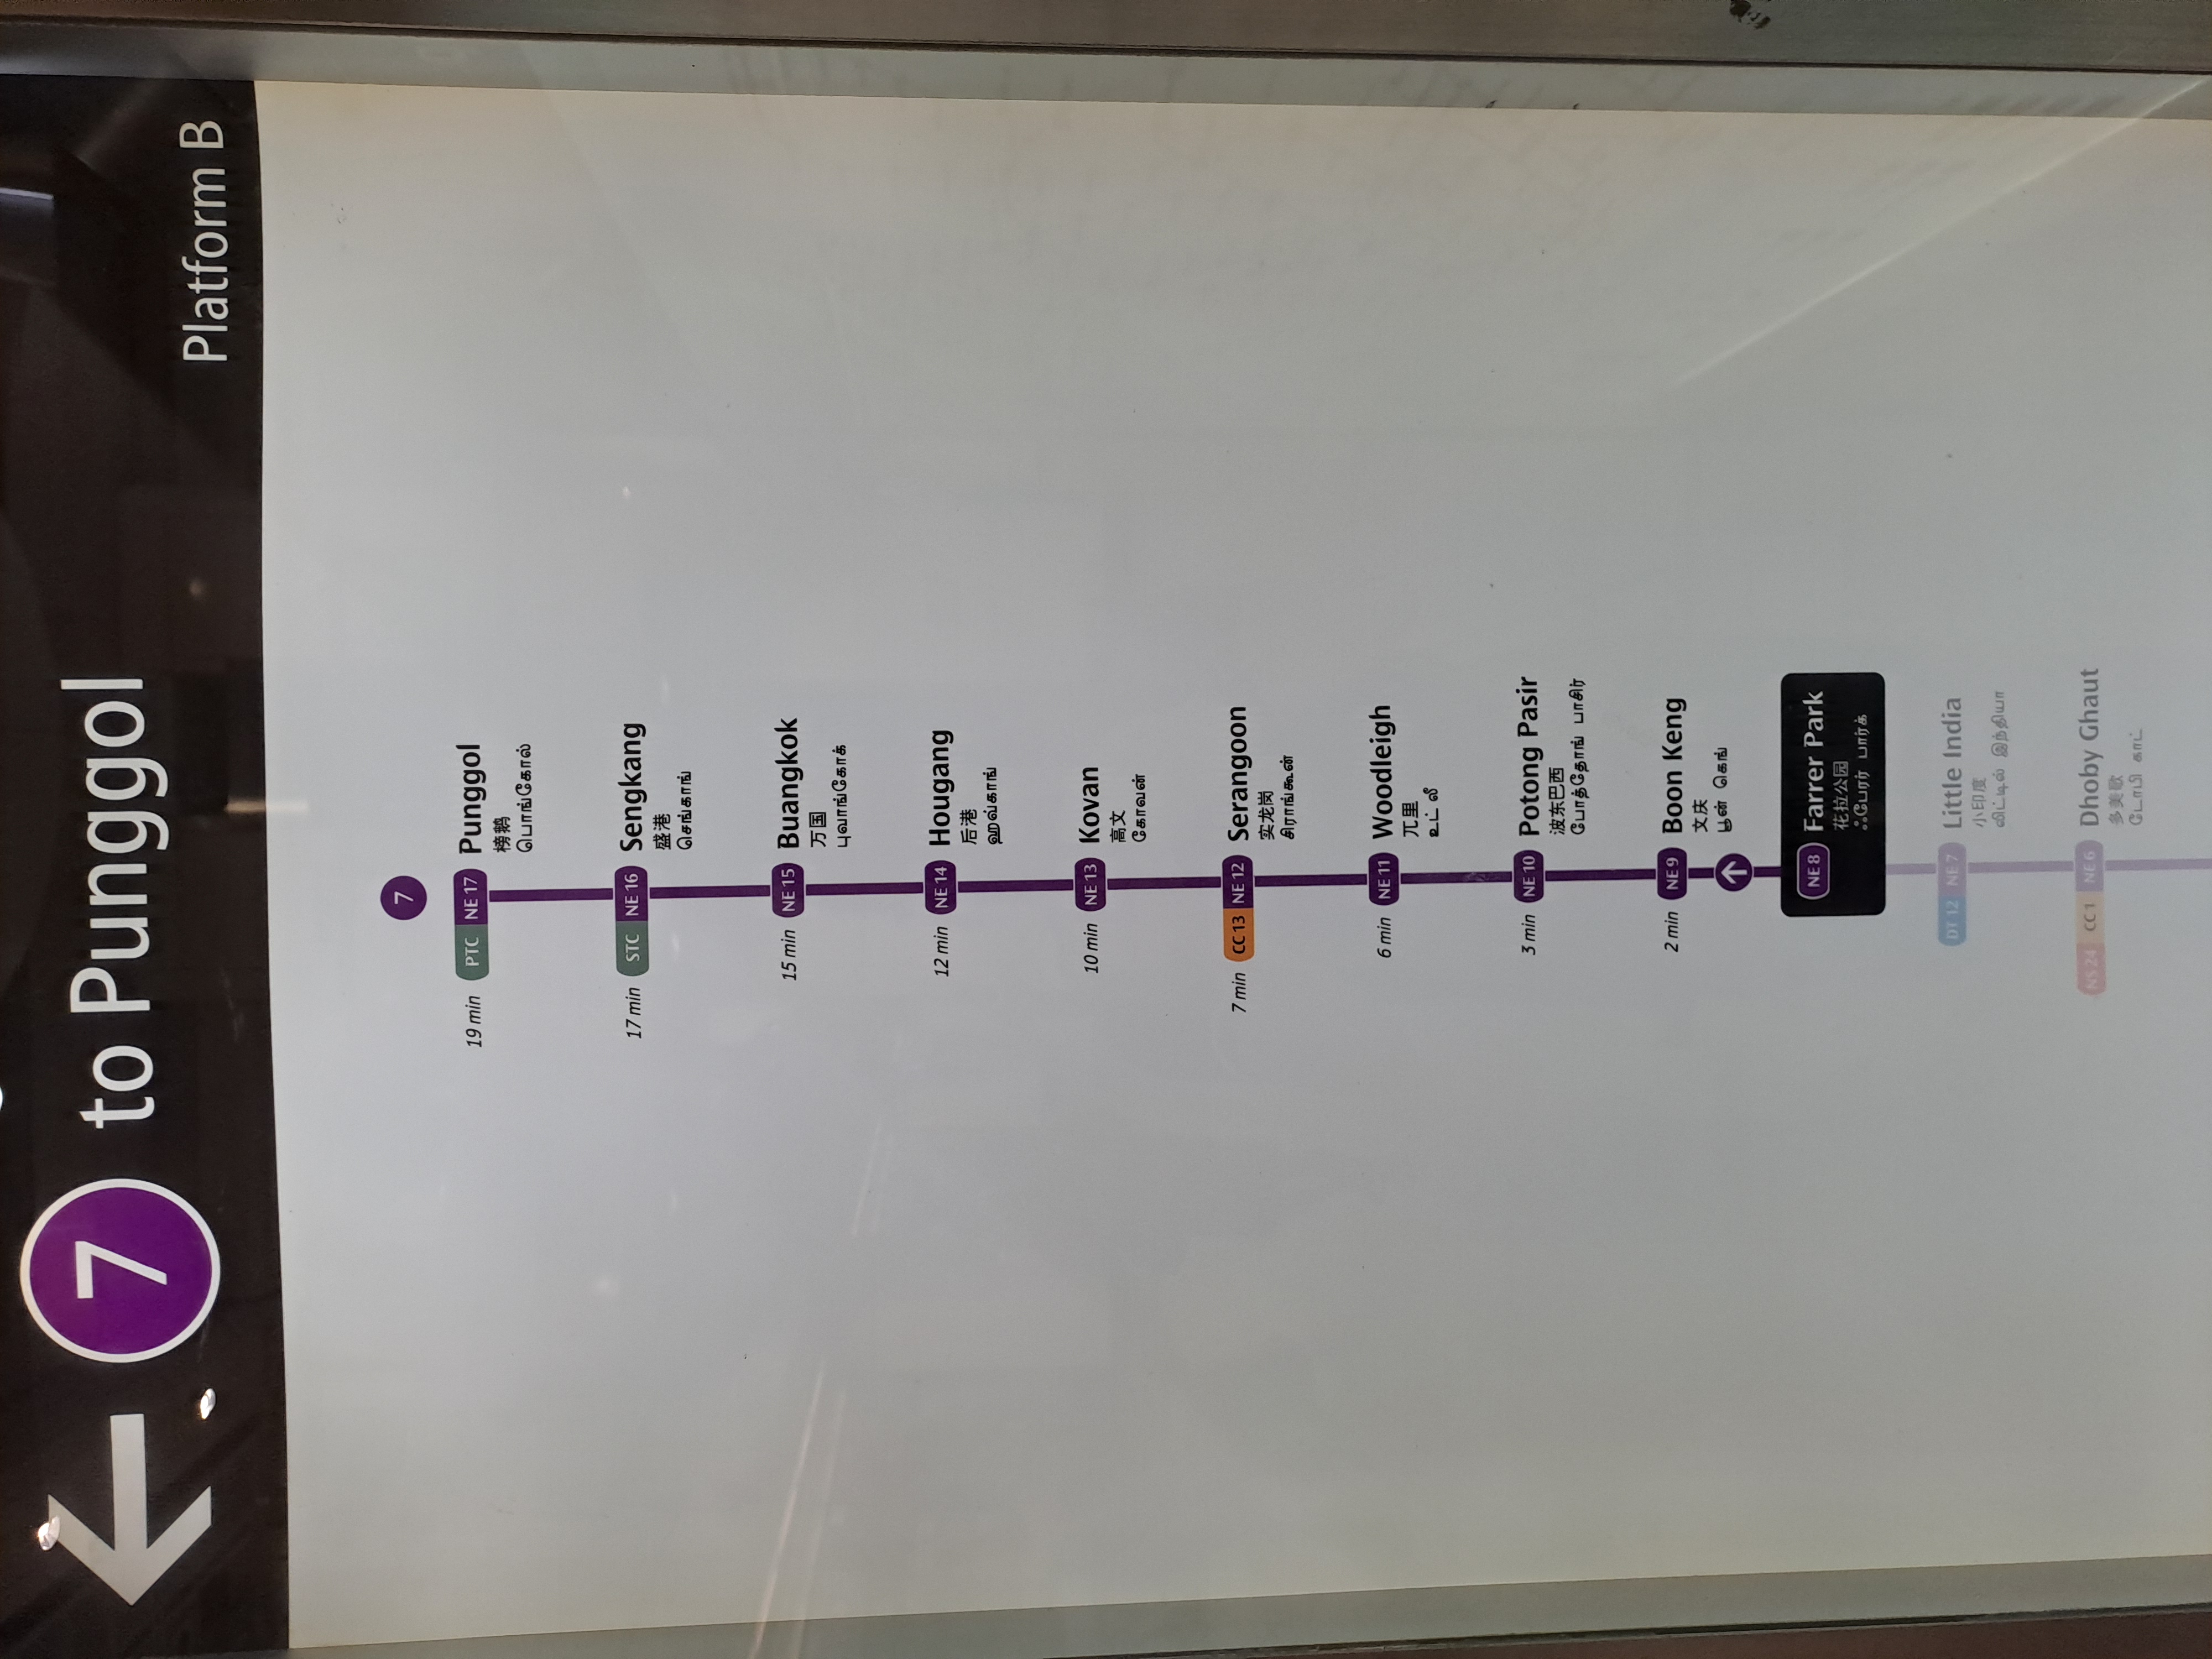 7 to Punggol
Platform B
7
19 min PTC NE 17 Punggol
榜鹅
பொங்கோல்
17 min STC NE 16 Sengkang
盛港
செங்காங்
15 min NE 15 Buangkok
万国
புவாங்கோக்
12 min NE 14 Hougang
后港
ஹவ்காங்
10 min NE 13 Kovan
高文
கோவன்
7 min CC 13 NE 12 Serangoon
实龙岗
சிராங்கூன்
6 min NE 11 Woodleigh
兀里
உட் லீ
3 min NE 10 Potong Pasir
波东巴西
போத்தோங் பாசிர்
2 min NE 9 Boon Keng
文庆
பூன் கெங்
NE 8 Farrer Park
花拉公园
ஃபேரர் பார்க்
DT 12 NE 7 Little India
小印度
லிட்டில் இந்தியா
NS 24 CC 1 NE 6 Dhoby Ghaut
多美歌
டோபி காட்